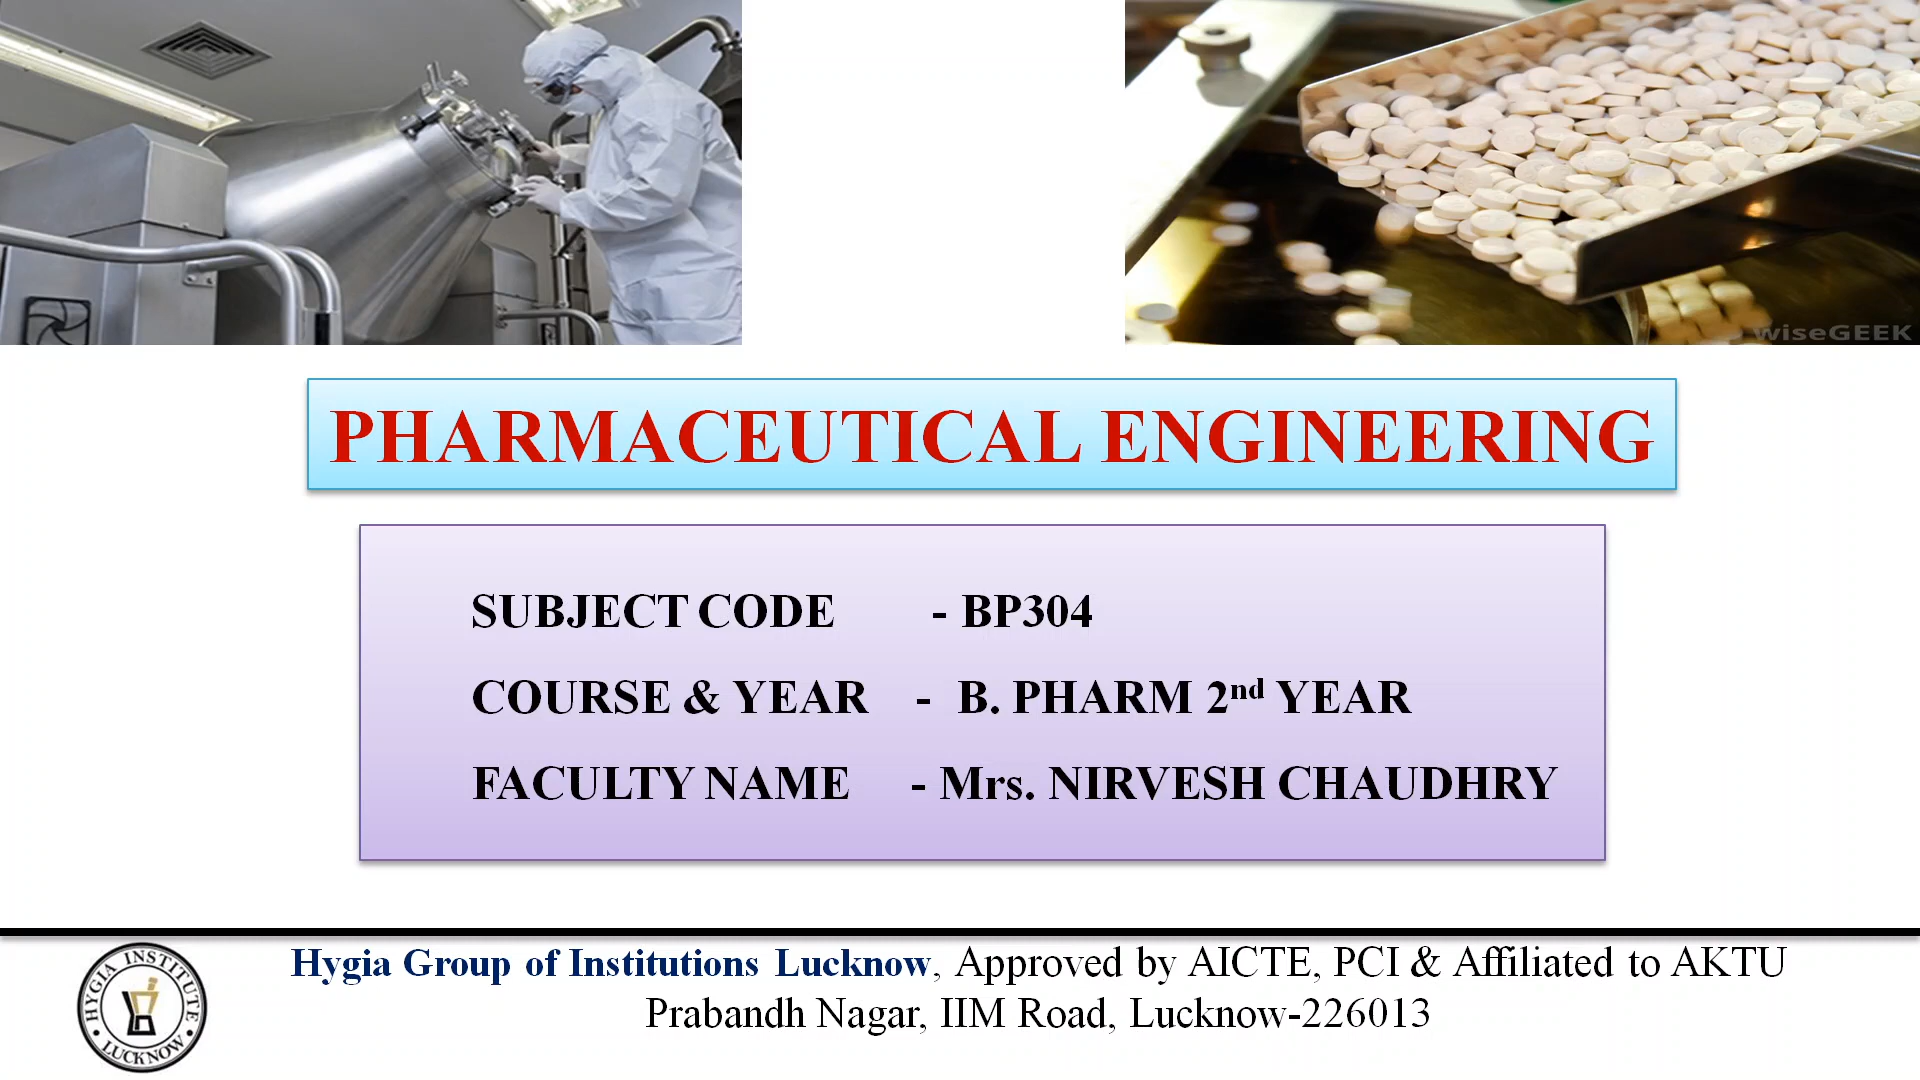 wiseGEEK
PHARMACEUTICAL ENGINEERING
SUBJECT CODE - BP304
COURSE & YEAR - B. PHARM 2nd YEAR
FACULTY NAME - Mrs. NIRVESH CHAUDHRY
HYGIA INSTITUTE
• LUCKNOW •
Hygia Group of Institutions Lucknow, Approved by AICTE, PCI & Affiliated to AKTU
Prabandh Nagar, IIM Road, Lucknow-226013